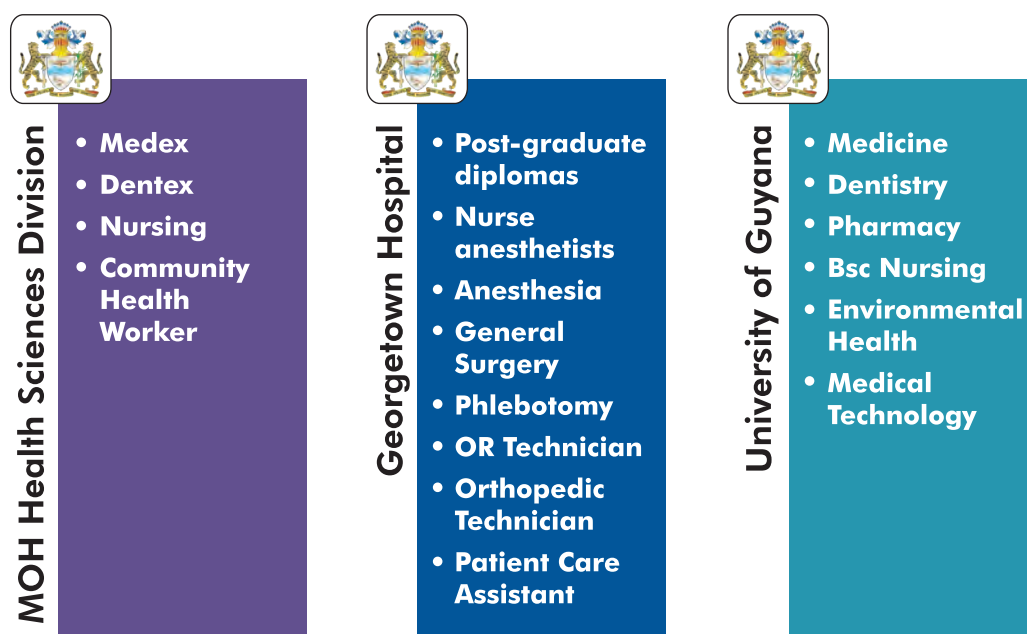 MOH Health Sciences Division
• Medex
• Dentex
• Nursing
• Community
Health
Worker
Georgetown Hospital
• Post-graduate
diplomas
• Nurse
anesthetists
• Anesthesia
• General
Surgery
• Phlebotomy
• OR Technician
• Orthopedic
Technician
• Patient Care
Assistant
University of Guyana
• Medicine
• Dentistry
• Pharmacy
• Bsc Nursing
• Environmental
Health
• Medical
Technology